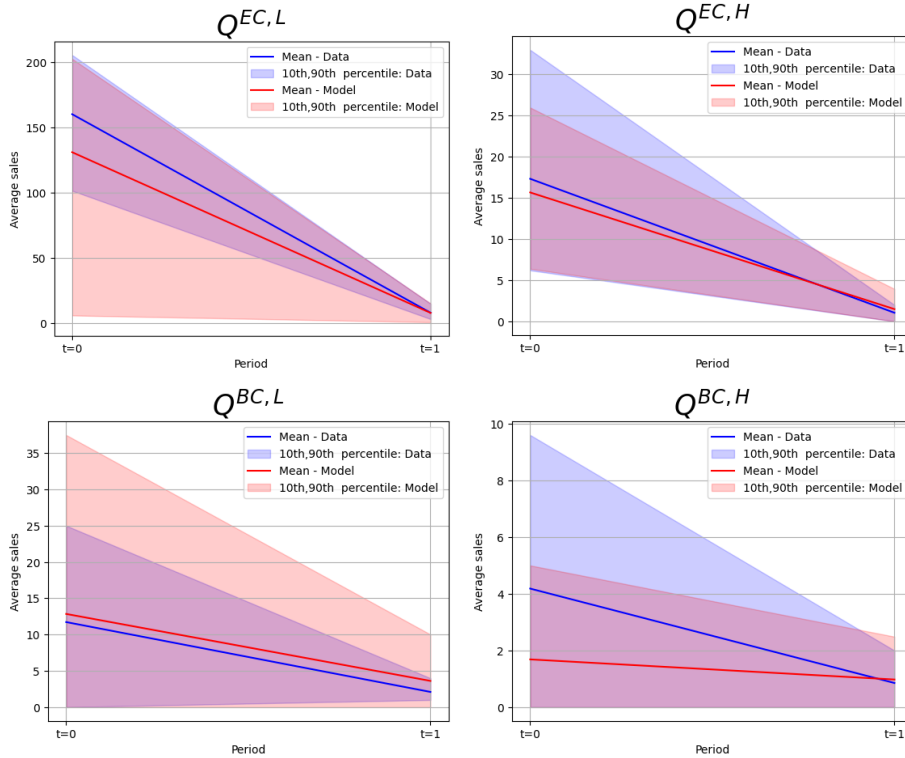 Q^{EC,L}
Mean - Data
10th,90th  percentile: Data
Mean - Model
10th,90th  percentile: Model
Average sales
200
150
100
50
0
t=0
t=1
Period
Q^{EC,H}
Mean - Data
10th,90th  percentile: Data
Mean - Model
10th,90th  percentile: Model
Average sales
30
25
20
15
10
5
0
t=0
t=1
Period
Q^{BC,L}
Mean - Data
10th,90th  percentile: Data
Mean - Model
10th,90th  percentile: Model
Average sales
35
30
25
20
15
10
5
0
t=0
t=1
Period
Q^{BC,H}
Mean - Data
10th,90th  percentile: Data
Mean - Model
10th,90th  percentile: Model
Average sales
10
8
6
4
2
0
t=0
t=1
Period